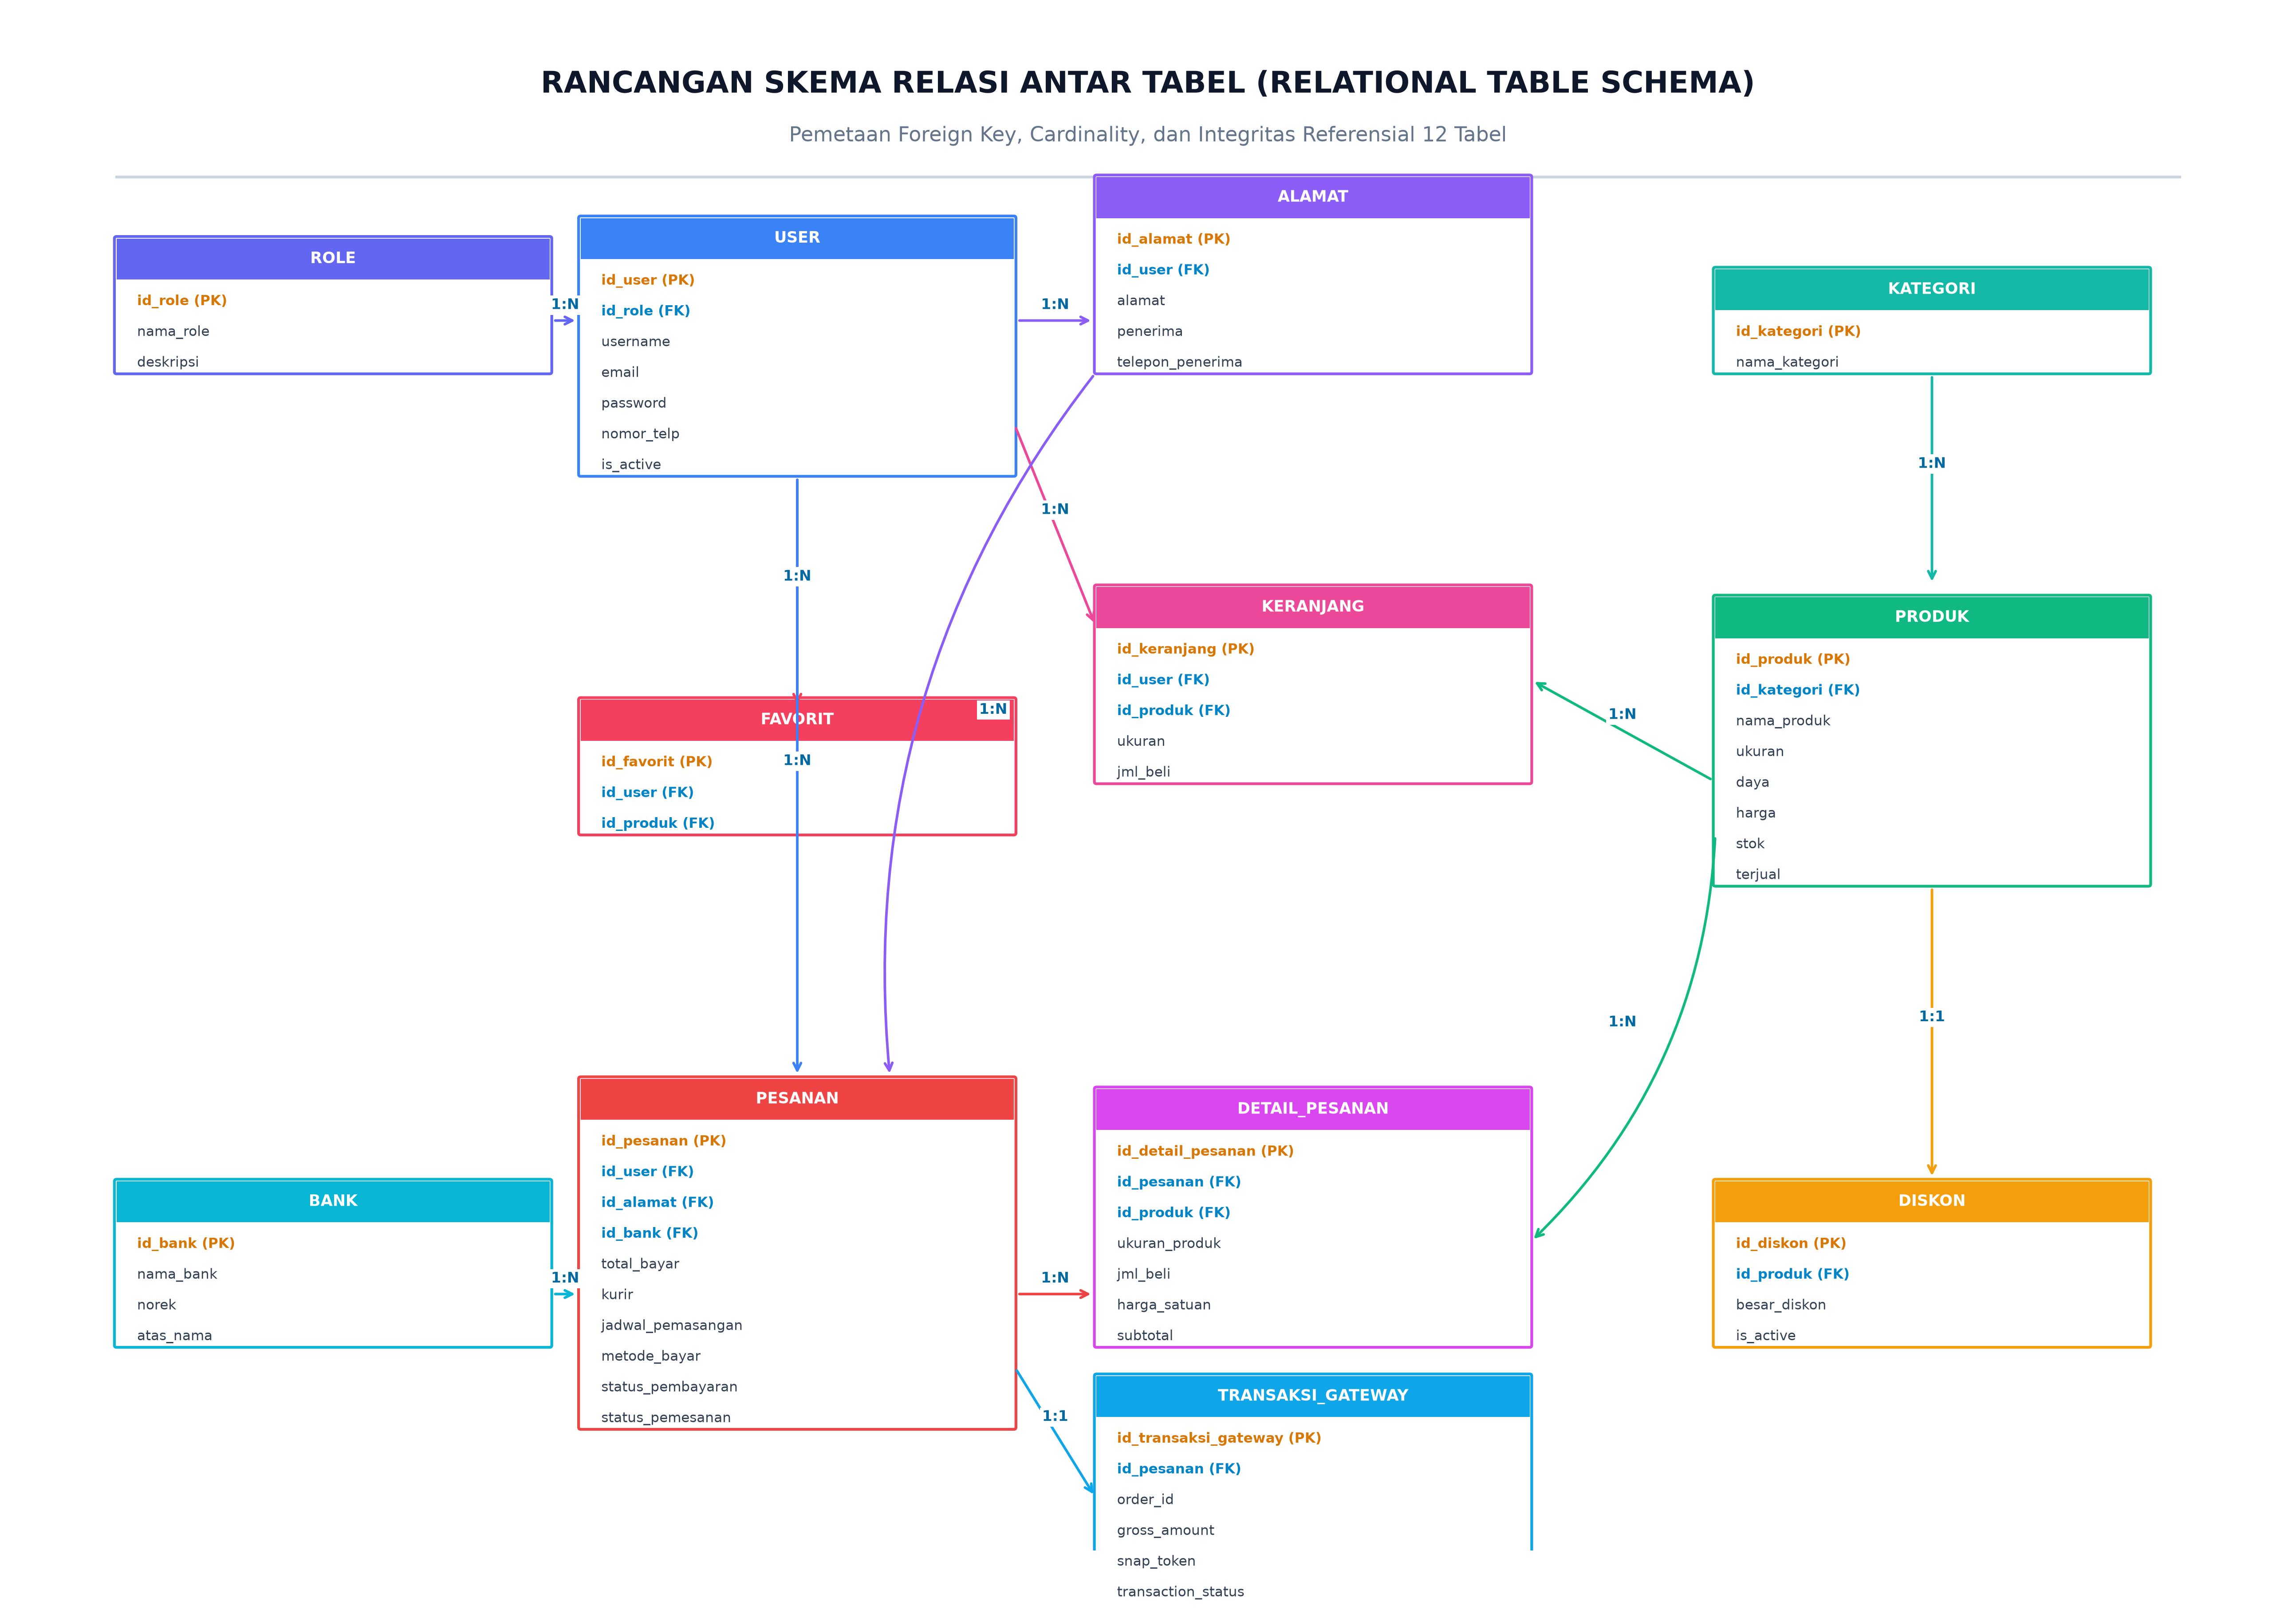 RANCANGAN SKEMA RELASI ANTAR TABEL (RELATIONAL TABLE SCHEMA)
Pemetaan Foreign Key, Cardinality, dan Integritas Referensial 12 Tabel
ROLE
id_role (PK)
nama_role
deskripsi
1:N
USER
id_user (PK)
id_role (FK)
username
email
password
nomor_telp
is_active
1:N
ALAMAT
id_alamat (PK)
id_user (FK)
alamat
penerima
telepon_penerima
KATEGORI
id_kategori (PK)
nama_kategori
1:N
1:N
1:N
FAVORIT
1:N
id_favorit (PK)
id_user (FK)
id_produk (FK)
1:N
KERANJANG
id_keranjang (PK)
id_user (FK)
id_produk (FK)
ukuran
jml_beli
1:N
PRODUK
id_produk (PK)
id_kategori (FK)
nama_produk
ukuran
daya
harga
stok
terjual
1:N
1:1
BANK
id_bank (PK)
nama_bank
norek
atas_nama
1:N
PESANAN
id_pesanan (PK)
id_user (FK)
id_alamat (FK)
id_bank (FK)
total_bayar
kurir
jadwal_pemasangan
metode_bayar
status_pembayaran
status_pemesanan
1:N
1:1
DETAIL_PESANAN
id_detail_pesanan (PK)
id_pesanan (FK)
id_produk (FK)
ukuran_produk
jml_beli
harga_satuan
subtotal
DISKON
id_diskon (PK)
id_produk (FK)
besar_diskon
is_active
TRANSAKSI_GATEWAY
id_transaksi_gateway (PK)
id_pesanan (FK)
order_id
gross_amount
snap_token
transaction_status